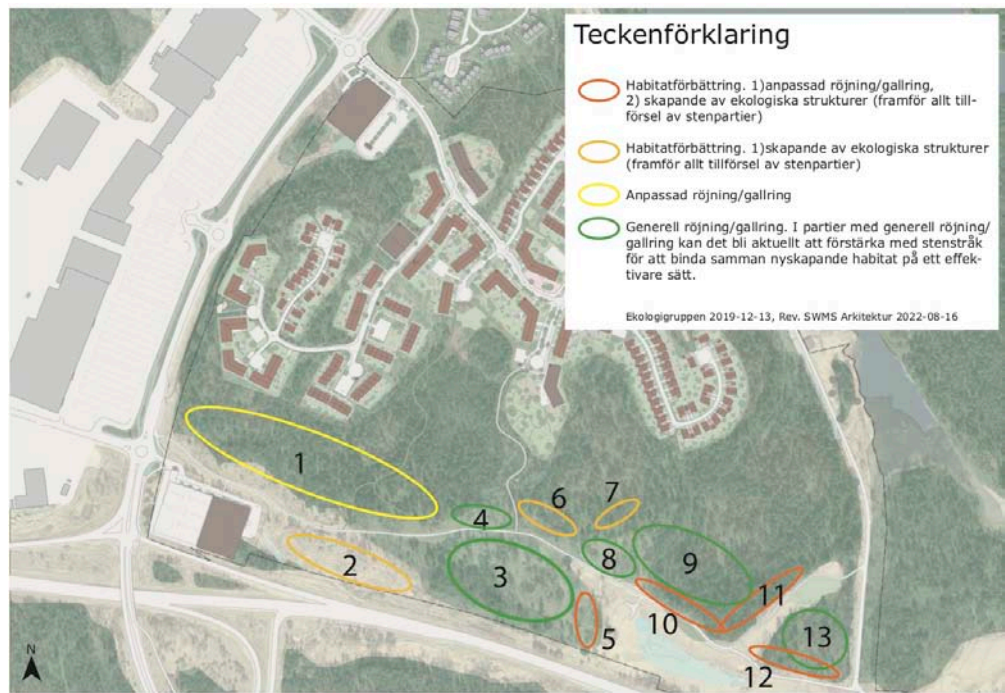 Teckenförklaring
Habitatförbättring. 1)anpassad röjning/gallring,
2) skapande av ekologiska strukturer (framför allt till-
försel av stenpartier)
Habitatförbättring. 1)skapande av ekologiska strukturer
(framför allt tillförsel av stenpartier)
Anpassad röjning/gallring
Generell röjning/gallring. I partier med generell röjning/
gallring kan det bli aktuellt att förstärka med stenstråk
för att binda samman nyskapande habitat på ett effek-
tivare sätt.
Ekologigruppen 2019-12-13, Rev. SWMS Arkitektur 2022-08-16
1
2
3
4
5
6
7
8
9
10
11
12
13
N